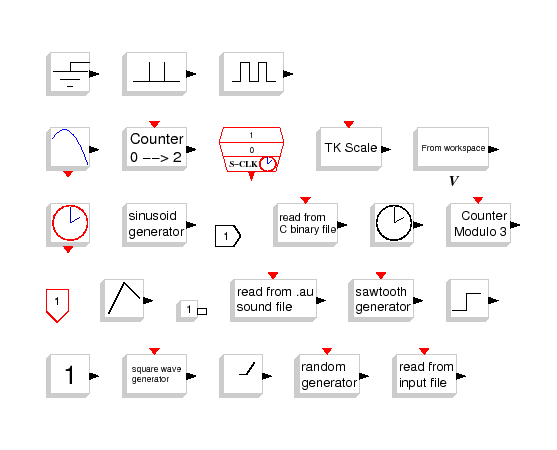 Counter
0 --> 2
1
0
S-CLK
TK Scale
From workspace
V
sinusoid
generator
1
read from
C binary file
Counter
Modulo 3
1
1
read from .au
sound file
sawtooth
generator
1
square wave
generator
random
generator
read from
input file